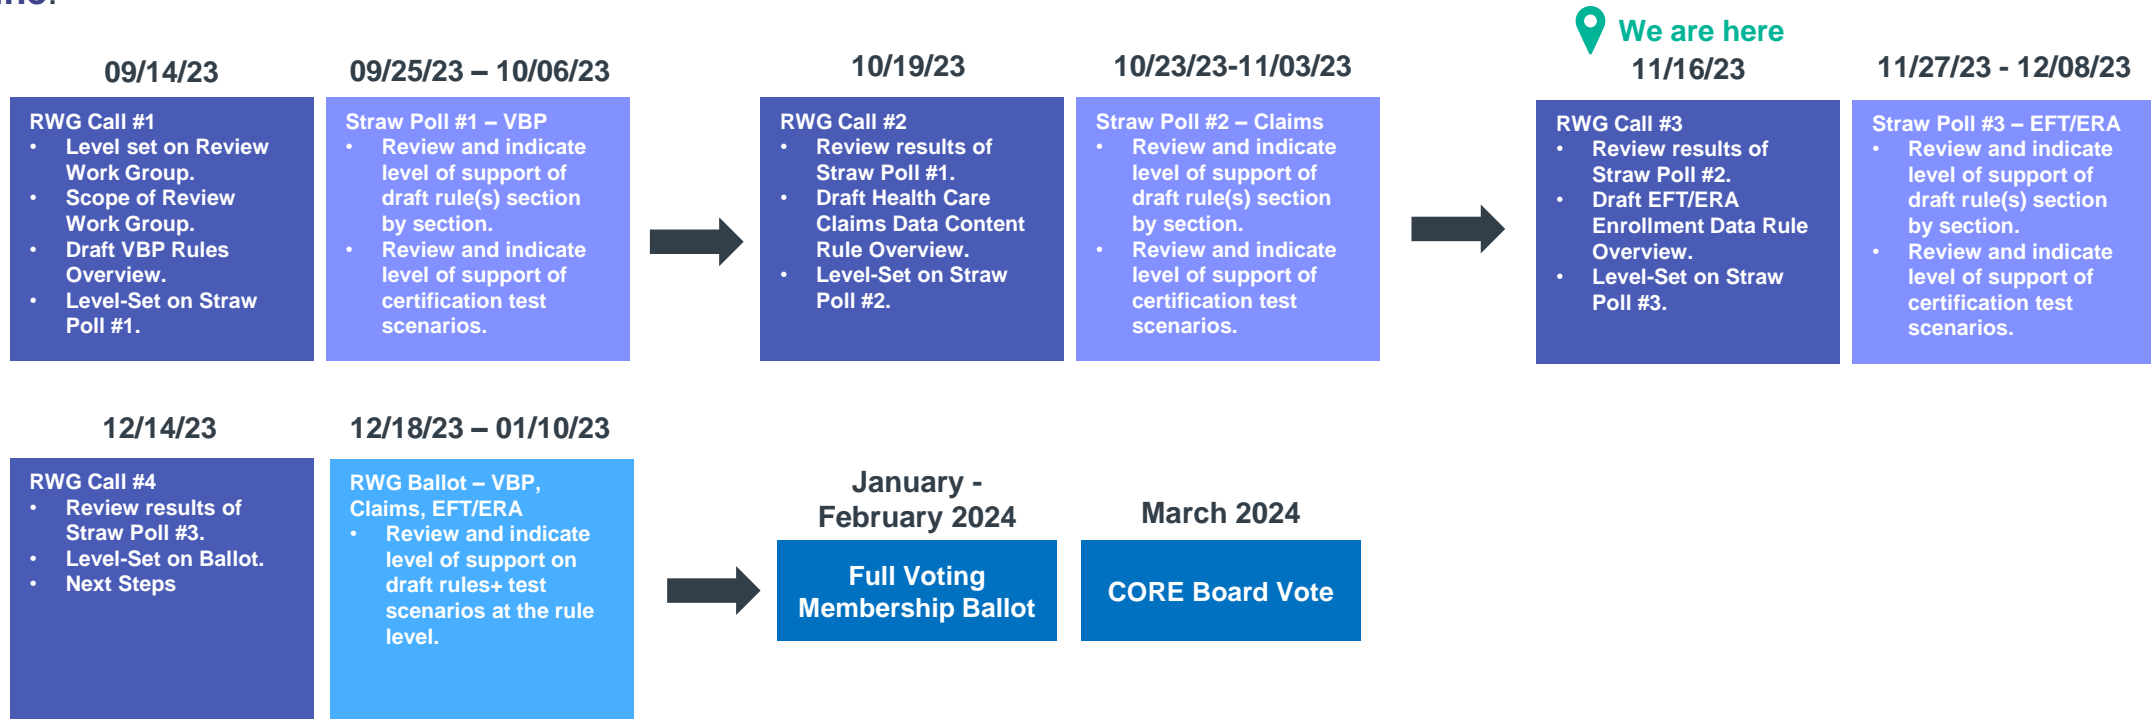 We are here
09/14/23
09/25/23 – 10/06/23
10/19/23
10/23/23-11/03/23
11/16/23
11/27/23 - 12/08/23
RWG Call #1
• Level set on Review
Work Group.
• Scope of Review
Work Group.
• Draft VBP Rules
Overview.
• Level-Set on Straw
Poll #1.
Straw Poll #1 – VBP
• Review and indicate
level of support of
draft rule(s) section
by section.
• Review and indicate
level of support of
certification test
scenarios.
RWG Call #2
• Review results of
Straw Poll #1.
• Draft Health Care
Claims Data Content
Rule Overview.
• Level-Set on Straw
Poll #2.
Straw Poll #2 – Claims
• Review and indicate
level of support of
draft rule(s) section
by section.
• Review and indicate
level of support of
certification test
scenarios.
RWG Call #3
• Review results of
Straw Poll #2.
• Draft EFT/ERA
Enrollment Data Rule
Overview.
• Level-Set on Straw
Poll #3.
Straw Poll #3 – EFT/ERA
• Review and indicate
level of support of
draft rule(s) section
by section.
• Review and indicate
level of support of
certification test
scenarios.
12/14/23
12/18/23 – 01/10/23
RWG Call #4
• Review results of
Straw Poll #3.
• Level-Set on Ballot.
• Next Steps
RWG Ballot – VBP,
Claims, EFT/ERA
• Review and indicate
level of support on
draft rules+ test
scenarios at the rule
level.
January -
February 2024
Full Voting
Membership Ballot
March 2024
CORE Board Vote